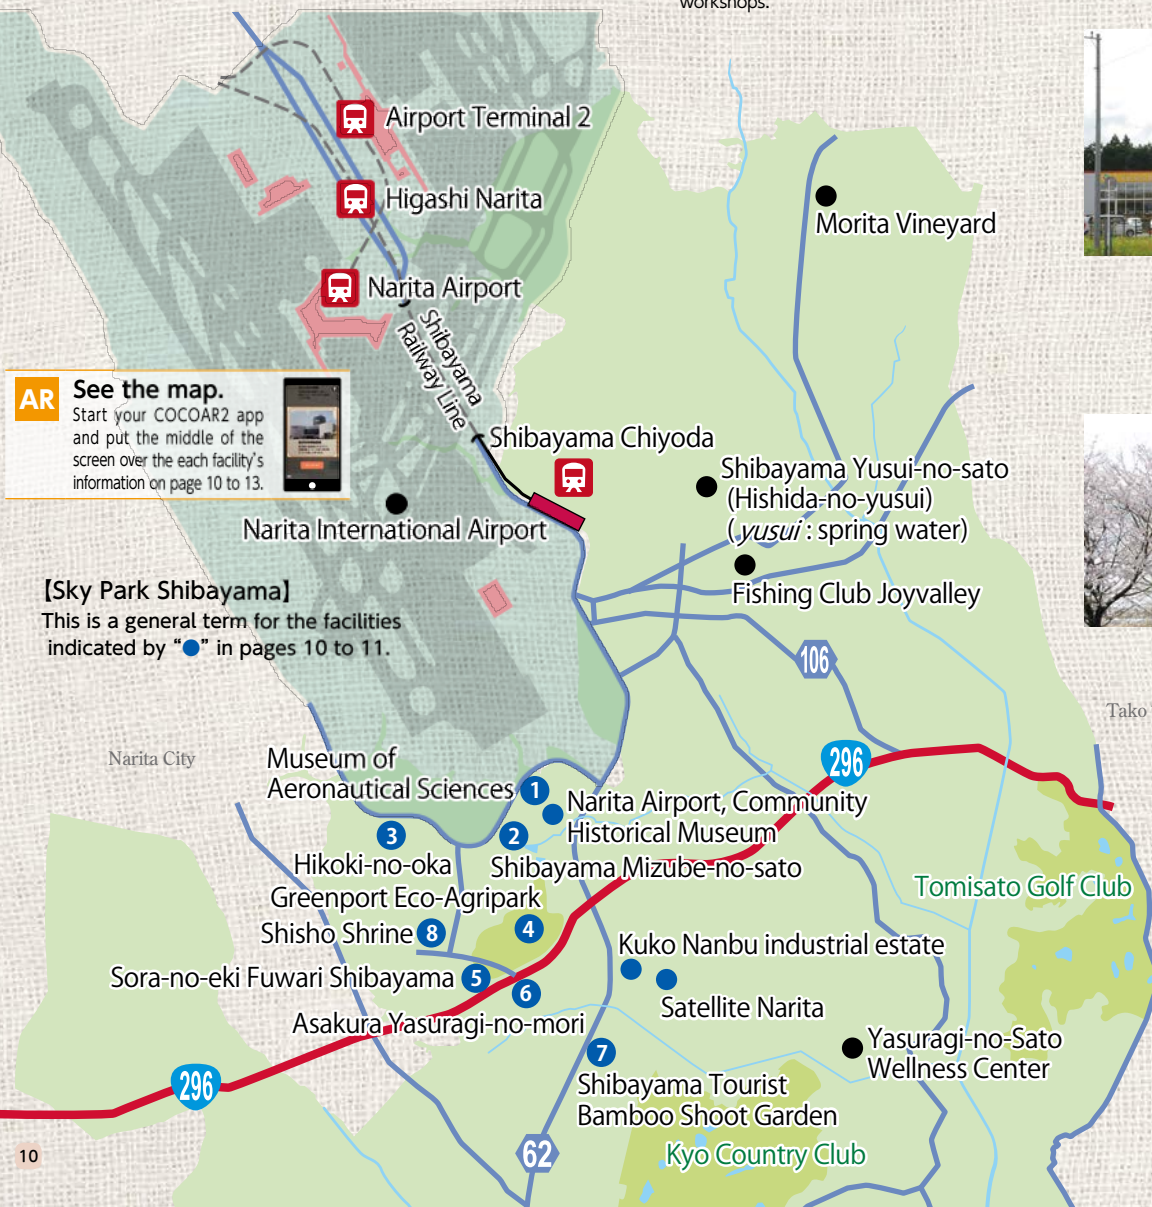 workshops.
Airport Terminal 2
Higashi Narita
Morita Vineyard
Narita Airport
Shibayama
Railway Line
AR
See the map.
Start your COCOAR2 app
and put the middle of the
screen over the each facility's
information on page 10 to 13.
Shibayama Chiyoda
Shibayama Yusui-no-sato
(Hishida-no-yusui)
(yusui : spring water)
Narita International Airport
Fishing Club Joyvalley
【Sky Park Shibayama】
This is a general term for the facilities
indicated by “●” in pages 10 to 11.
106
Tako
Narita City
296
Museum of
Aeronautical Sciences 1
Narita Airport, Community
Historical Museum
3
2
Hikoki-no-oka
Shibayama Mizube-no-sato
Greenport Eco-Agripark
Tomisato Golf Club
Shisho Shrine 8
4
Kuko Nanbu industrial estate
Sora-no-eki Fuwari Shibayama 5
6
Satellite Narita
Asakura Yasuragi-no-mori
Yasuragi-no-Sato
Wellness Center
7
Shibayama Tourist
Bamboo Shoot Garden
296
62
Kyo Country Club
10